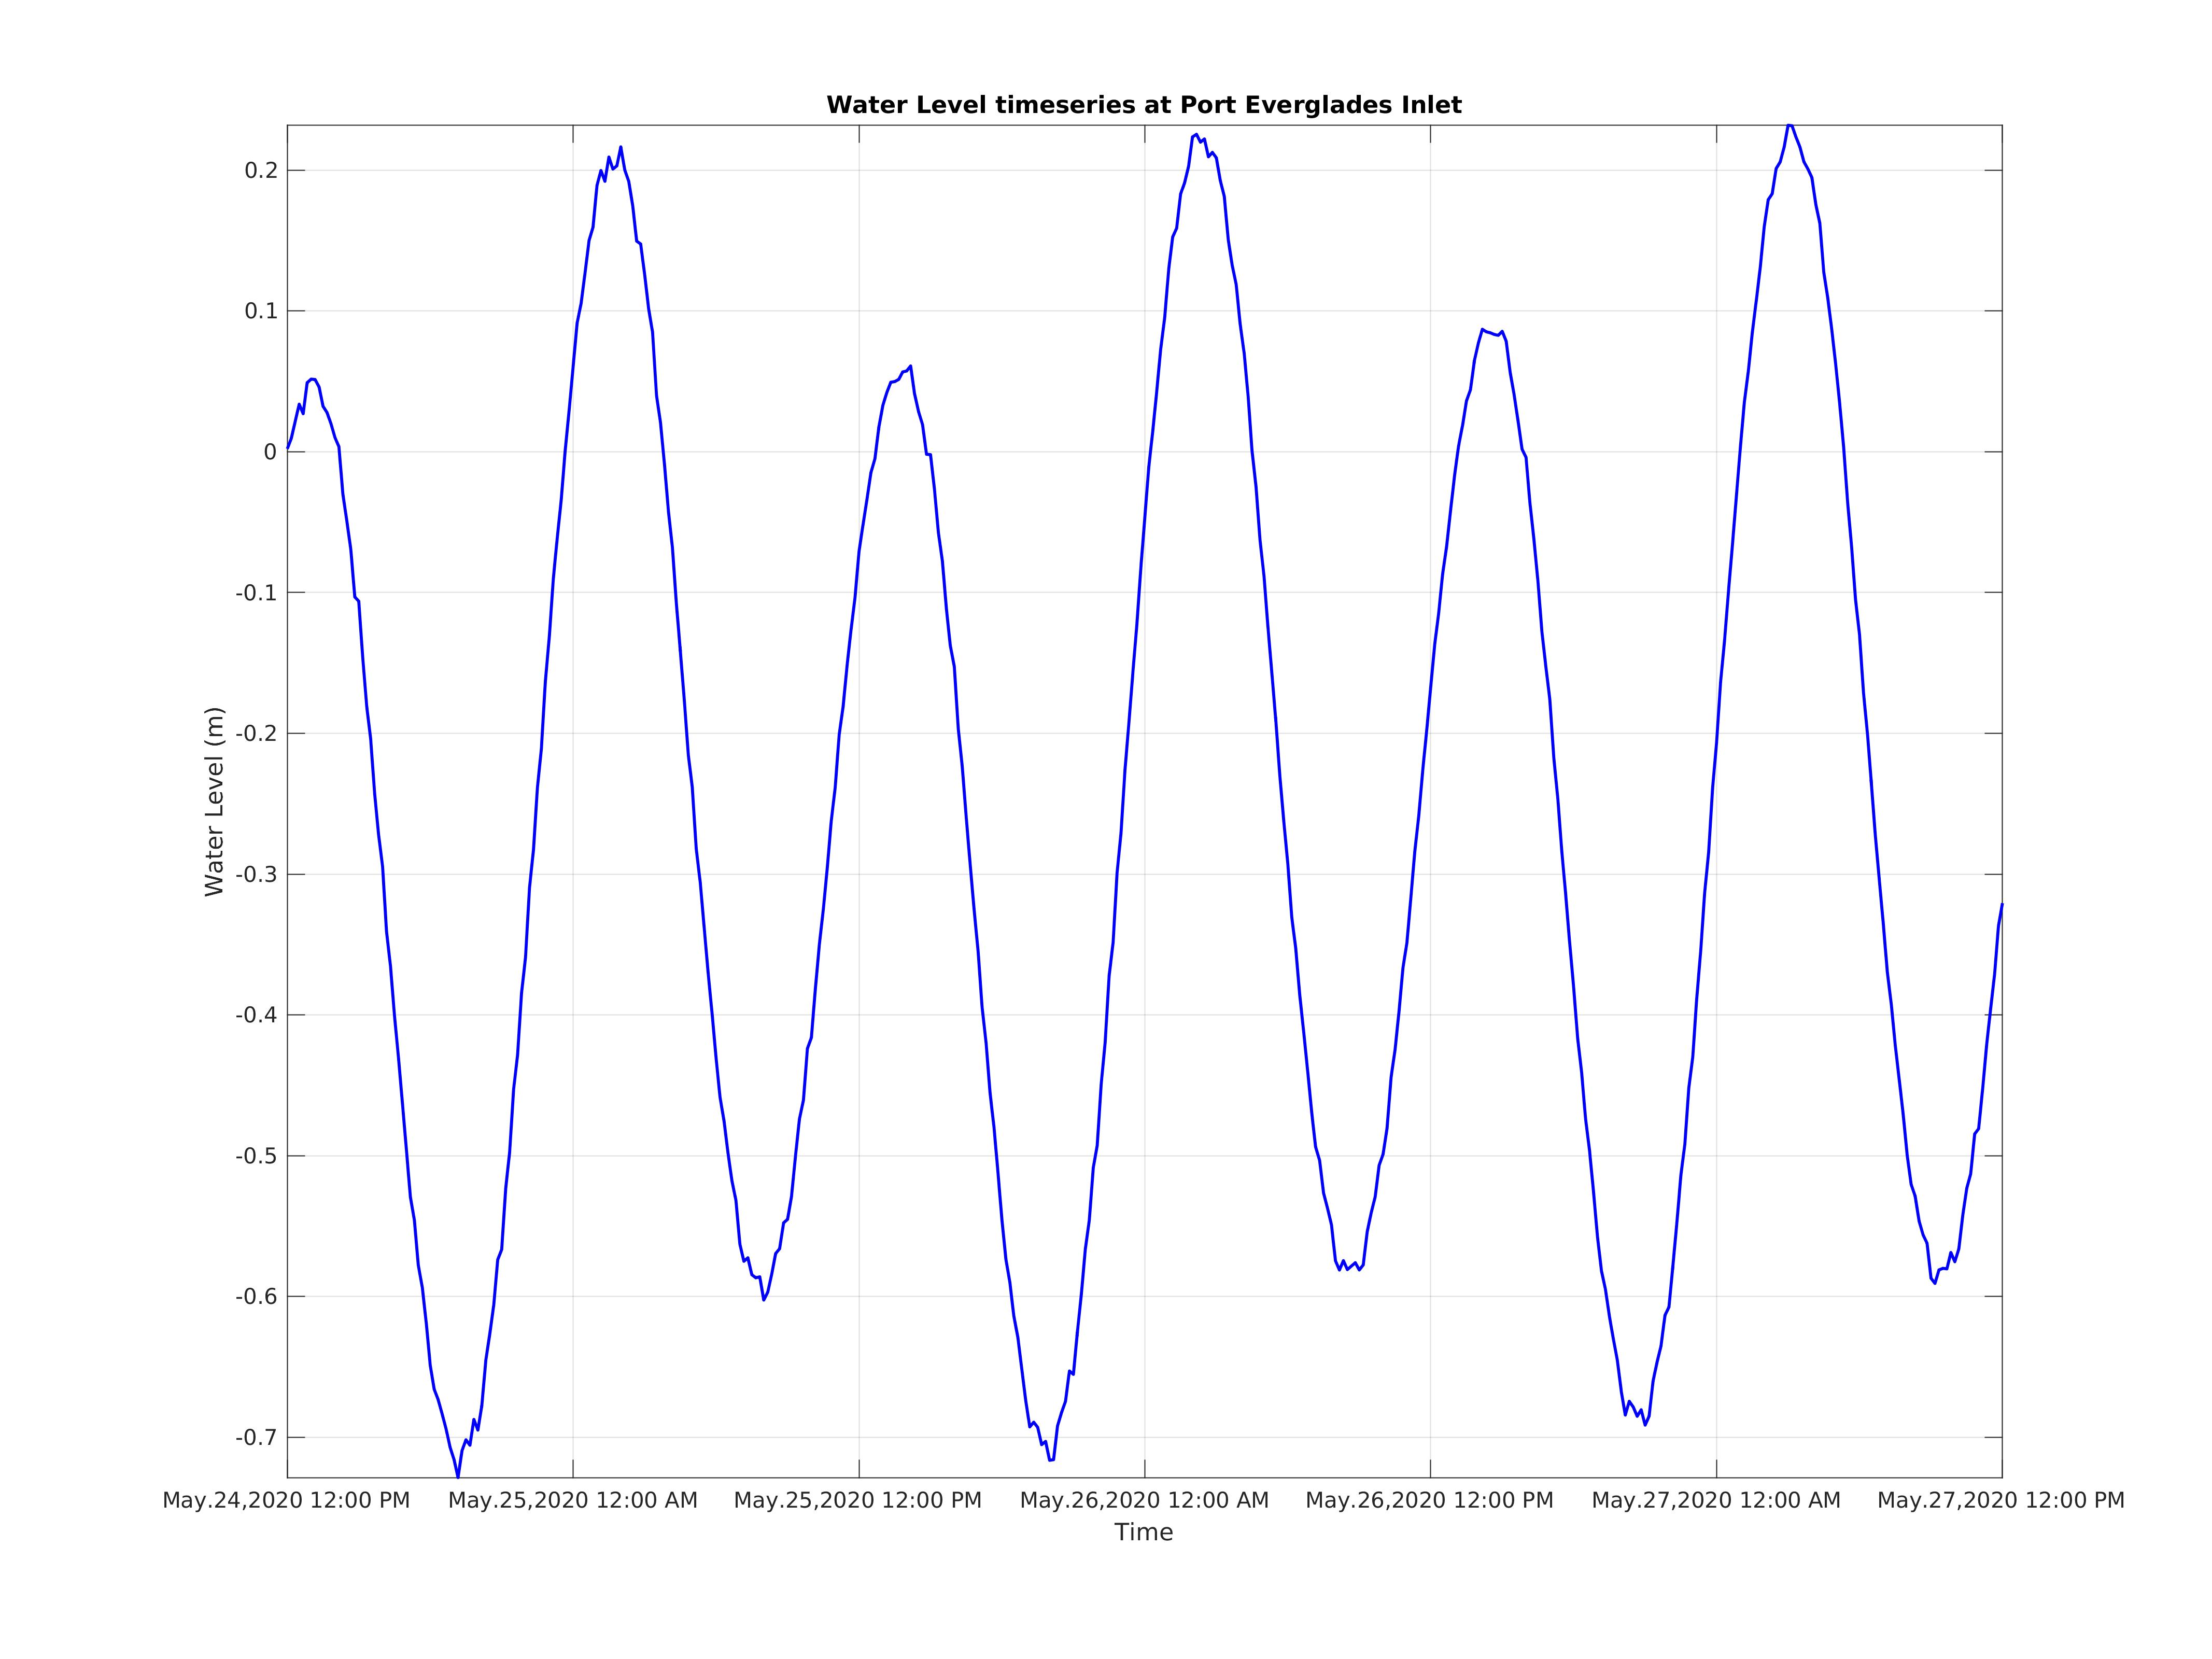 Water Level timeseries at Port Everglades Inlet
0.2
0.1
0
-0.1
-0.2
-0.3
-0.4
-0.5
-0.6
-0.7
Water Level (m)
May.24,2020 12:00 PM May.25,2020 12:00 AM May.25,2020 12:00 PM May.26,2020 12:00 AM May.26,2020 12:00 PM May.27,2020 12:00 AM May.27,2020 12:00 PM
Time